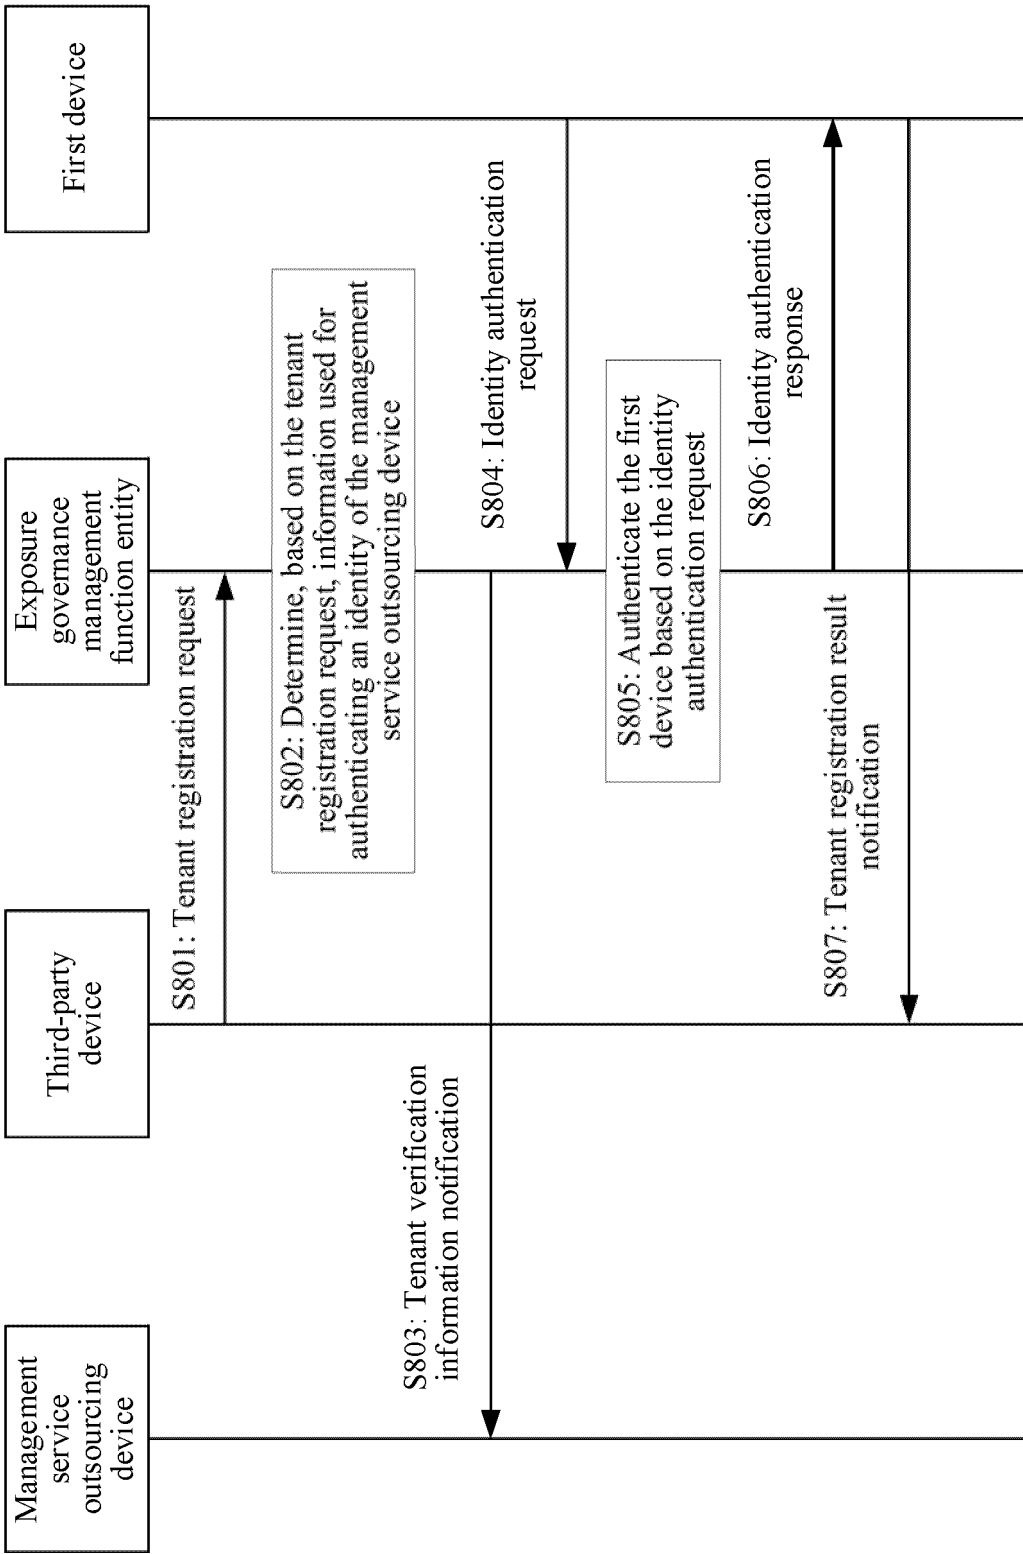 Management
service
outsourcing
device
Third-party
device
Exposure
governance
management
function entity
First device
S801: Tenant registration request
S802: Determine, based on the tenant
registration request, information used for
authenticating an identity of the management
service outsourcing device
S803: Tenant verification
information notification
S804: Identity authentication
request
S805: Authenticate the first
device based on the identity
authentication request
S806: Identity authentication
response
S807: Tenant registration result
notification